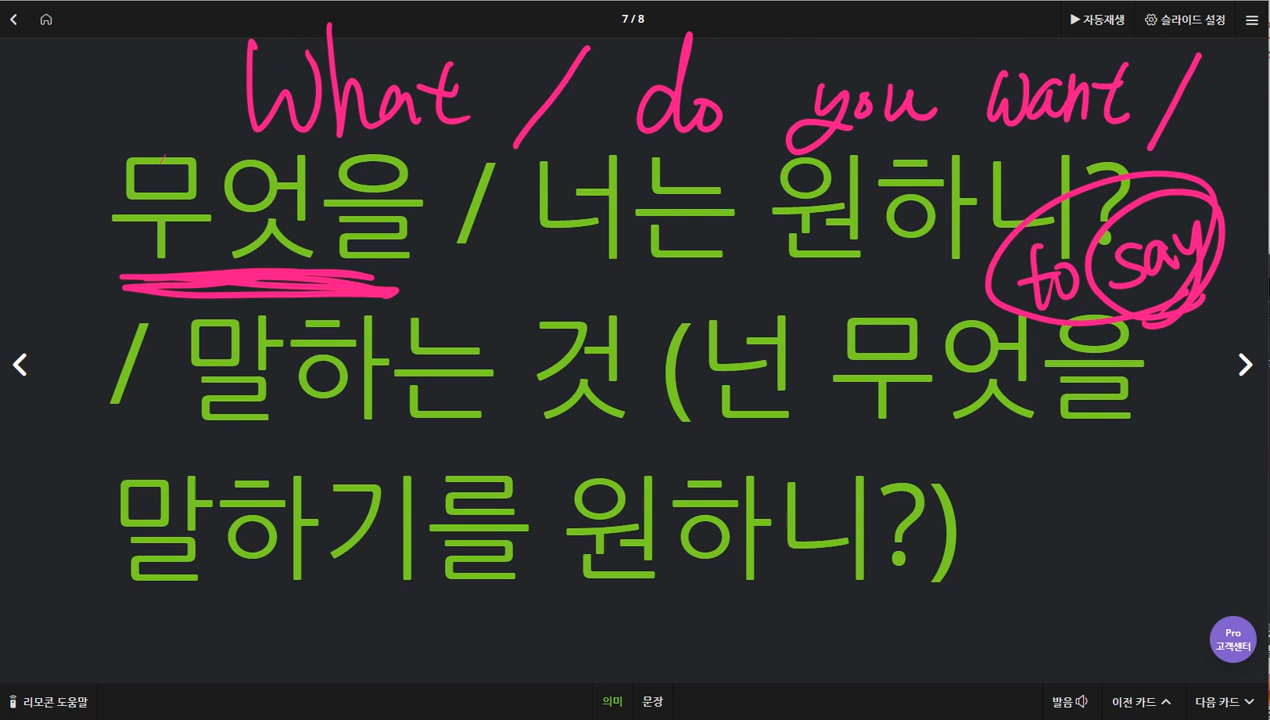 7 / 8
자동재생
슬라이드 설정
What / do you want /
무엇을 / 너는 원하니?
to say
/ 말하는 것 (넌 무엇을
말하기를 원하니?)
Pro
고객센터
리모콘 도움말
의미
문장
발음
이전 카드
다음 카드